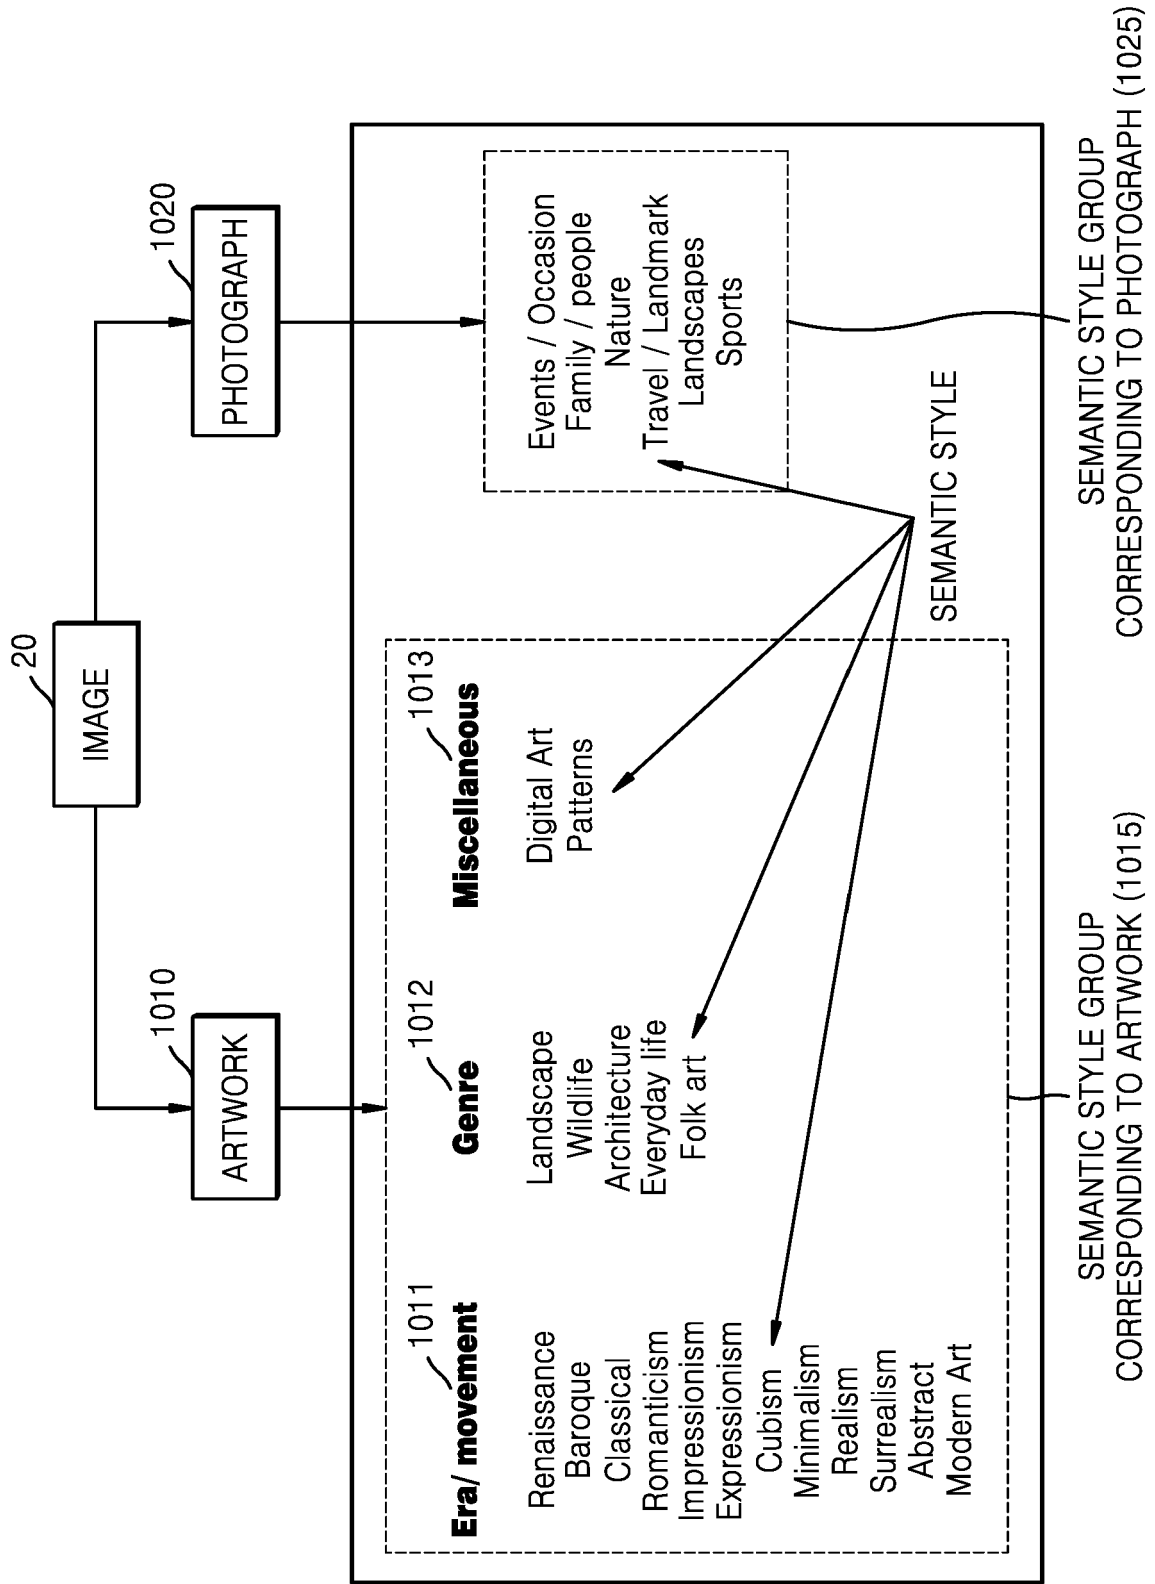 20
IMAGE
1010
ARTWORK
1020
PHOTOGRAPH
1011
Era/ movement
Renaissance
Baroque
Classical
Romanticism
Impressionism
Expressionism
Cubism
Minimalism
Realism
Surrealism
Abstract
Modern Art
1012
Genre
Landscape
Wildlife
Architecture
Everyday life
Folk art
1013
Miscellaneous
Digital Art
Patterns
Events / Occasion
Family / people
Nature
Travel / Landmark
Landscapes
Sports
SEMANTIC STYLE
SEMANTIC STYLE GROUP
CORRESPONDING TO ARTWORK (1015)
SEMANTIC STYLE GROUP
CORRESPONDING TO PHOTOGRAPH (1025)